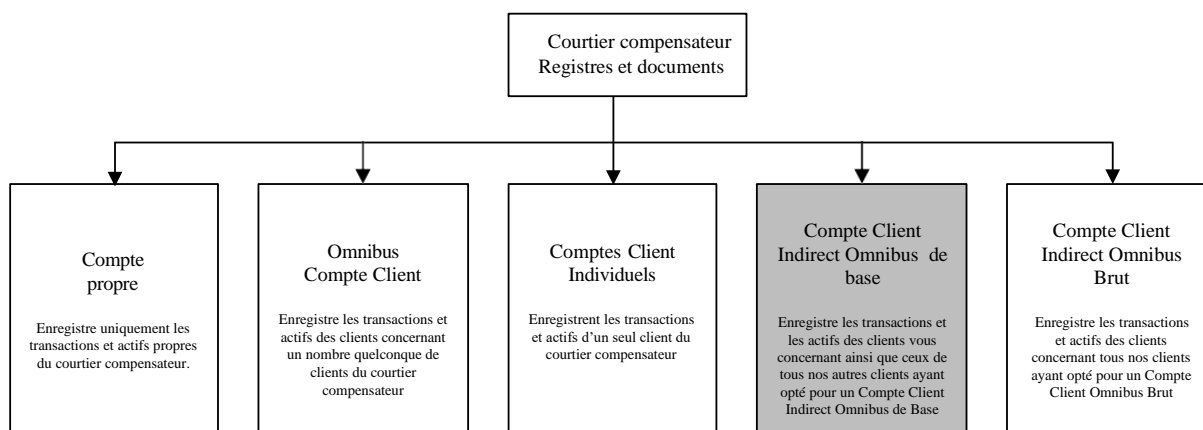 Courtier compensateur
Registres et documents
Compte
propre
Enregistre uniquement les
transactions et actifs propres
du courtier compensateur.
Omnibus
Compte Client
Enregistre les transactions et
actifs des clients concernant
un nombre quelconque de
clients du courtier
compensateur
Comptes Client
Individuels
Enregistrent les transactions
et actifs d'un seul client du
courtier compensateur
Compte Client
Indirect Omnibus de
base
Enregistre les transactions et
les actifs des clients vous
concernant ainsi que ceux de
tous nos autres clients ayant
opté pour un Compte Client
Indirect Omnibus de Base
Compte Client
Indirect Omnibus
Brut
Enregistre les transactions
et actifs des clients
concernant tous nos clients
ayant opté pour un Compte
Client Omnibus Brut